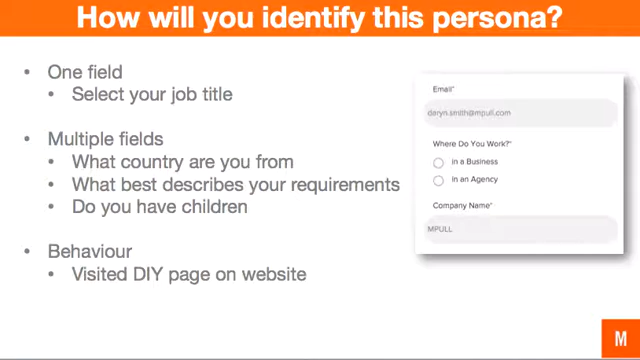 How will you identify this persona?
• One field
• Select your job title
• Multiple fields
• What country are you from
• What best describes your requirements
• Do you have children
• Behaviour
• Visited DIY page on website
Email*
deryn.smith@mpull.com
Where Do You Work?*
in a Business
in an Agency
Company Name*
MPULL
M